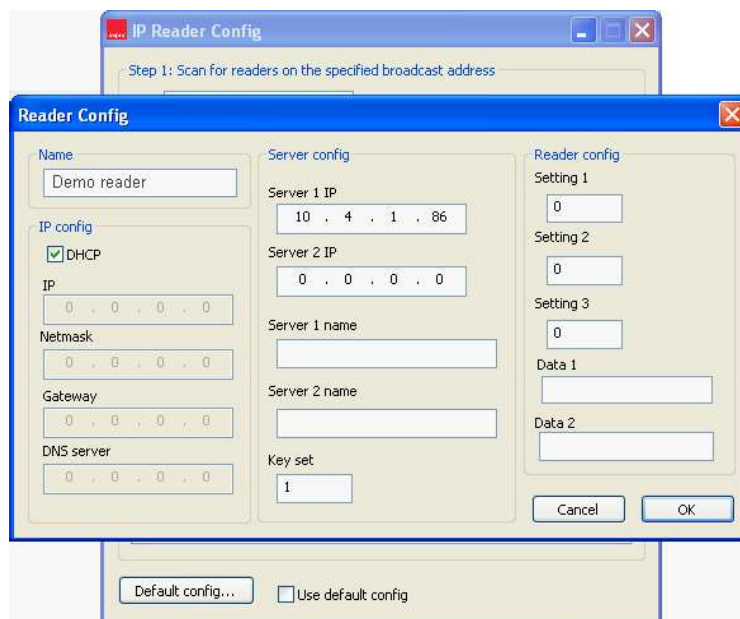 IP Reader Config
Step 1: Scan for readers on the specified broadcast address
Reader Config
Name
Demo reader
IP config
DHCP
IP
0 . 0 . 0 . 0
Netmask
0 . 0 . 0 . 0
Gateway
0 . 0 . 0 . 0
DNS server
0 . 0 . 0 . 0
Server config
Server 1 IP
10 . 4 . 1 . 86
Server 2 IP
0 . 0 . 0 . 0
Server 1 name
Server 2 name
Key set
1
Reader config
Setting 1
0
Setting 2
0
Setting 3
0
Data 1
Data 2
Cancel
OK
Default config...
Use default config